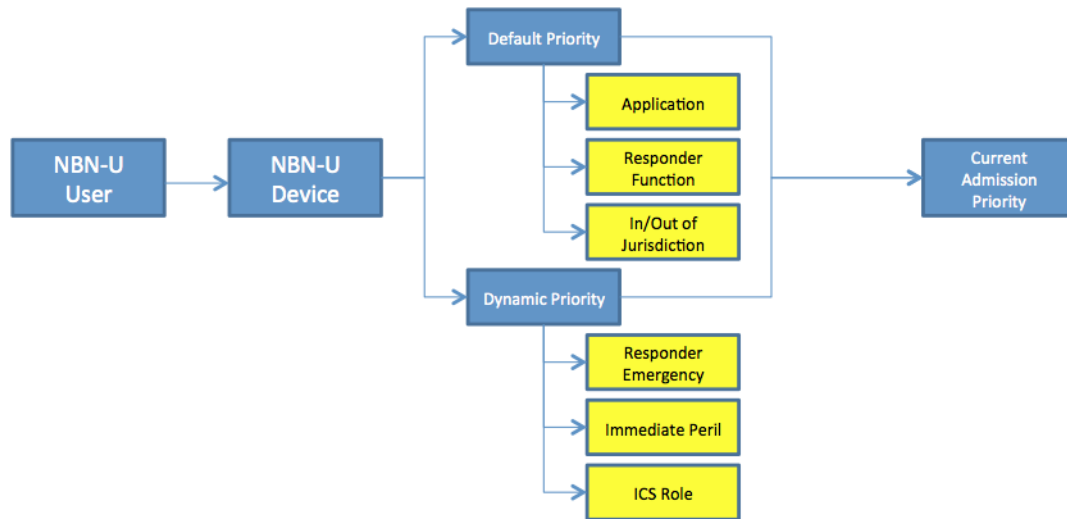 NBN-U
User
NBN-U
Device
Default Priority
Application
Responder
Function
In/Out of
Jurisdiction
Dynamic Priority
Responder
Emergency
Immediate Peril
ICS Role
Current
Admission
Priority